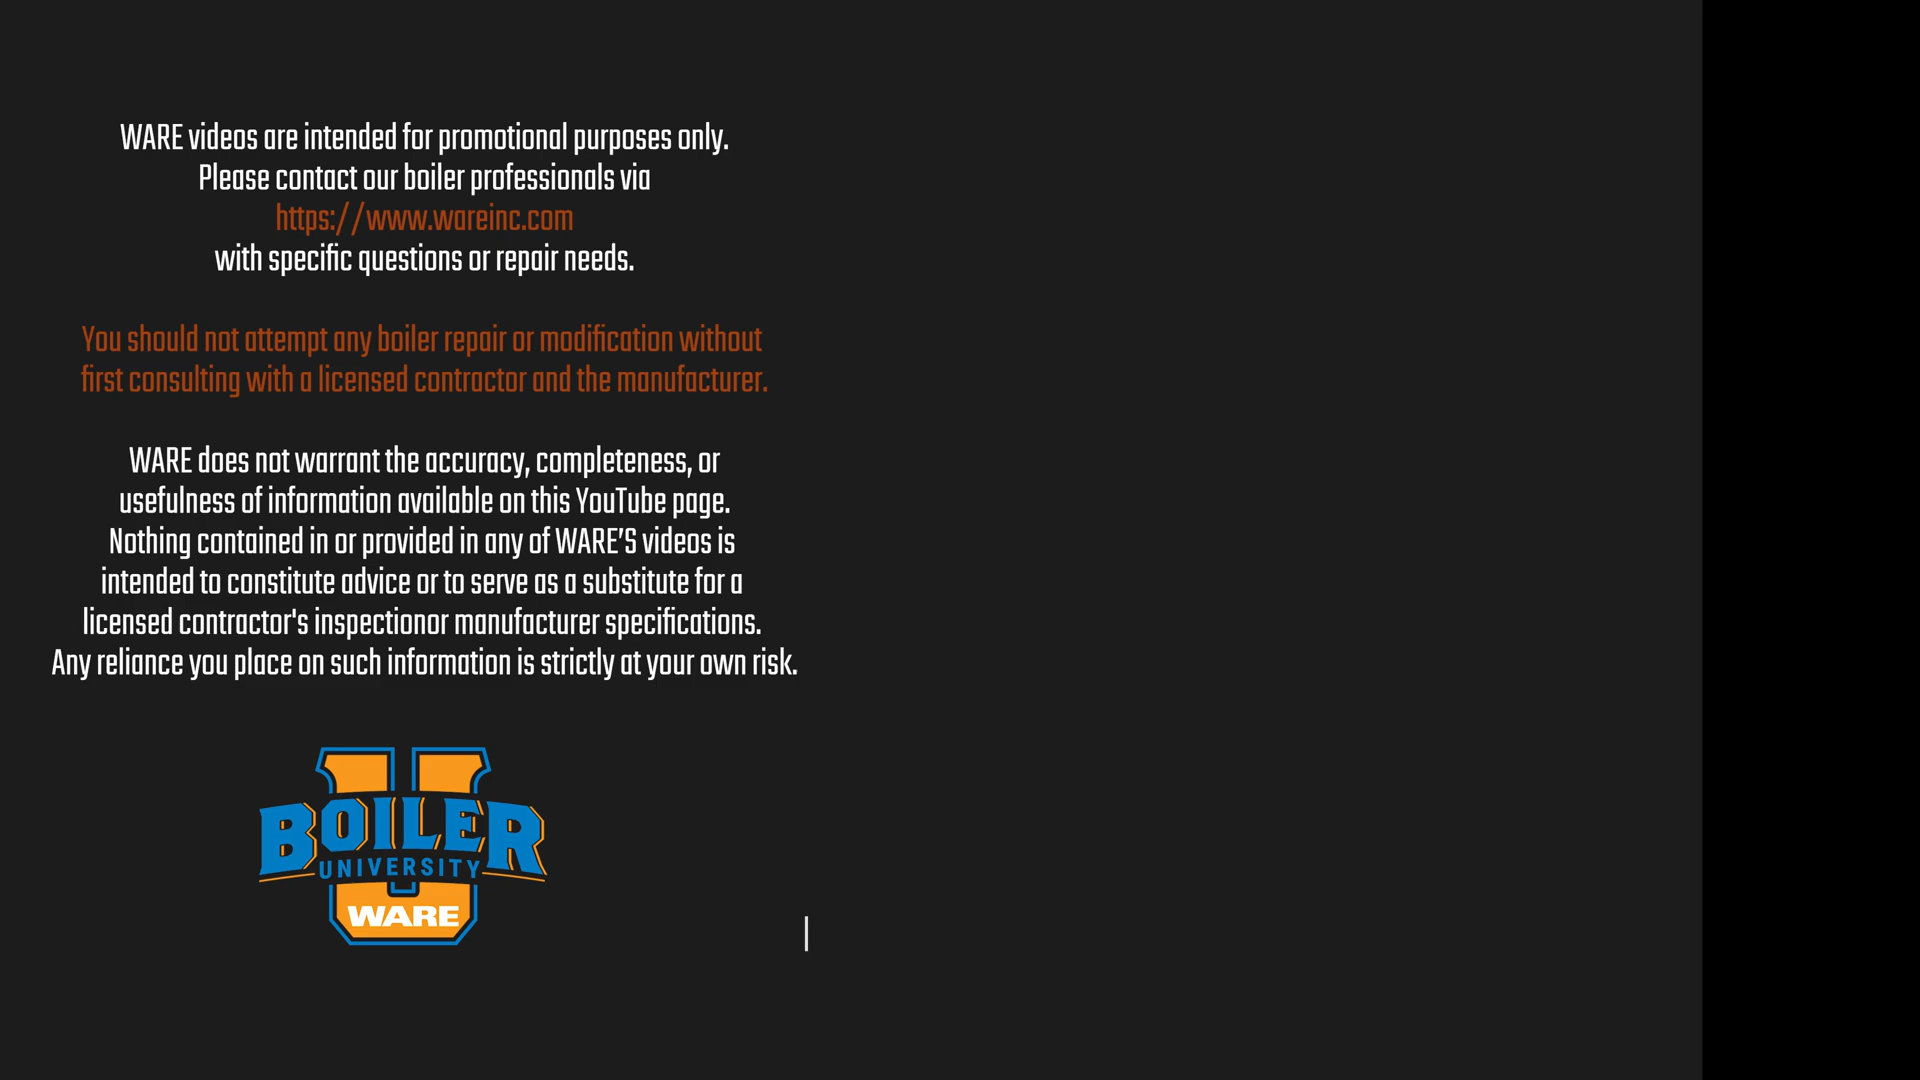 WARE videos are intended for promotional purposes only.
Please contact our boiler professionals via
https://www.wareinc.com
with specific questions or repair needs.
You should not attempt any boiler repair or modification without
first consulting with a licensed contractor and the manufacturer.
WARE does not warrant the accuracy, completeness, or
usefulness of information available on this YouTube page.
Nothing contained in or provided in any of WARE'S videos is
intended to constitute advice or to serve as a substitute for a
licensed contractor's inspectionor manufacturer specifications.
Any reliance you place on such information is strictly at your own risk.
U
BOILER
UNIVERSITY
WARE